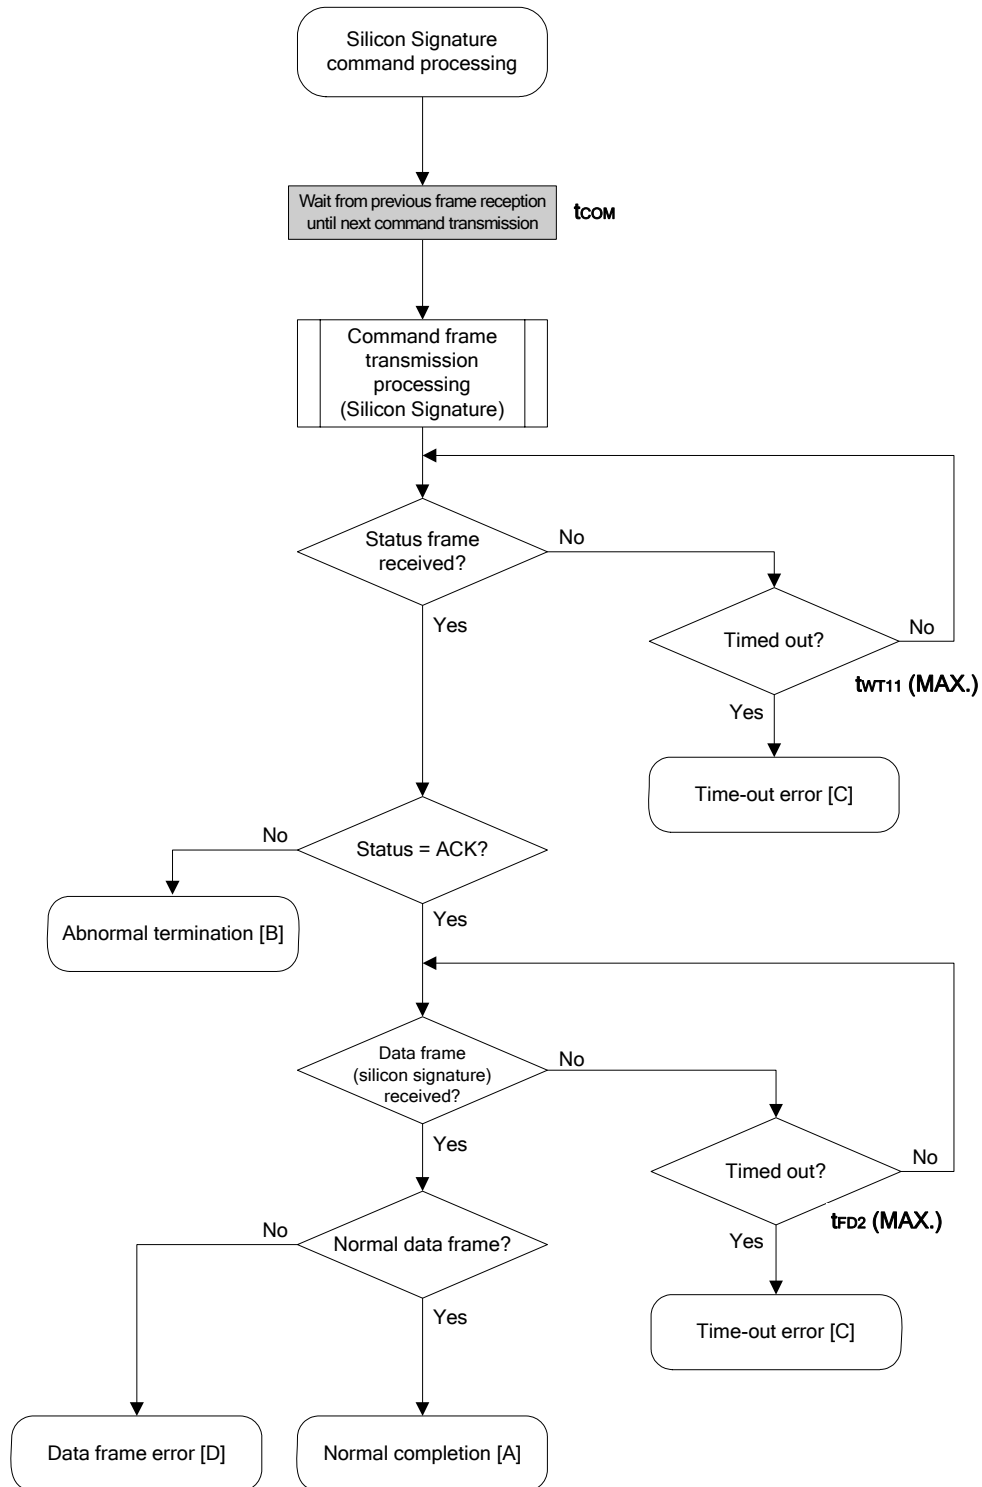 Silicon Signature
command processing
Wait from previous frame reception
until next command transmission
tCOM
Command frame
transmission
processing
(Silicon Signature)
Status frame
received?
No
Yes
Timed out?
No
tWT11 (MAX.)
Yes
Time-out error [C]
Status = ACK?
No
Abnormal termination [B]
Yes
Data frame
(silicon signature)
received?
No
Yes
Timed out?
No
tFD2 (MAX.)
Yes
Time-out error [C]
Normal data frame?
No
Yes
Data frame error [D]
Normal completion [A]